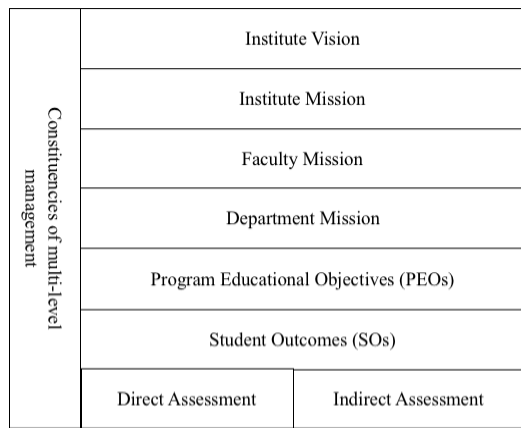 Constituencies of multi-level
management
Institute Vision
Institute Mission
Faculty Mission
Department Mission
Program Educational Objectives (PEOs)
Student Outcomes (SOs)
Direct Assessment
Indirect Assessment